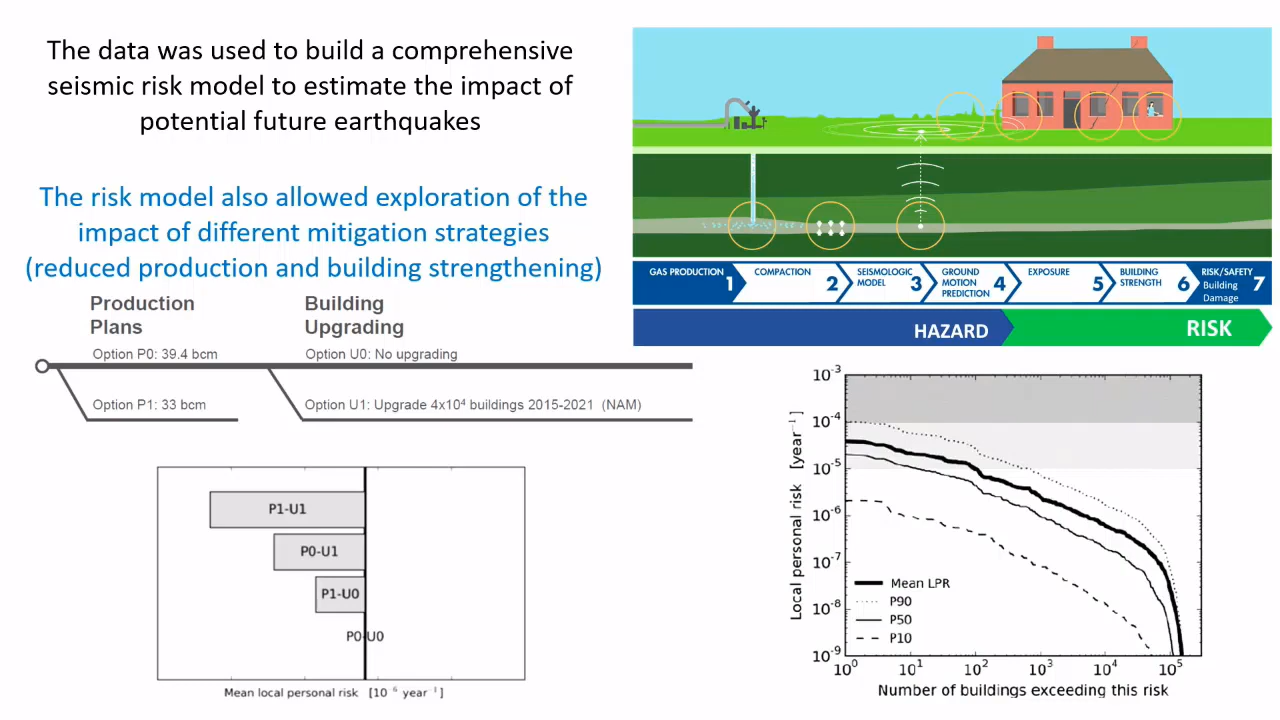 The data was used to build a comprehensive
seismic risk model to estimate the impact of
potential future earthquakes
The risk model also allowed exploration of the
impact of different mitigation strategies
(reduced production and building strengthening)
Production
Plans
Building
Upgrading
Option P0: 39.4 bcm
Option U0: No upgrading
Option P1: 33 bcm
Option U1: Upgrade 4x10⁴ buildings 2015-2021 (NAM)
P1-U1
P0-U1
P1-U0
P0-U0
Mean local personal risk [10⁻⁶ year⁻¹]
GAS PRODUCTION 1
COMPACTION 2
SEISMOLOGIC
MODEL 3
GROUND
MOTION
PREDICTION 4
EXPOSURE 5
BUILDING
STRENGTH 6
RISK/SAFETY
Building
Damage 7
HAZARD
RISK
Local personal risk [year⁻¹]
10⁻³
10⁻⁴
10⁻⁵
10⁻⁶
10⁻⁷
10⁻⁸
10⁻⁹
Mean LPR
P90
P50
P10
10⁰ 10¹ 10² 10³ 10⁴ 10⁵
Number of buildings exceeding this risk